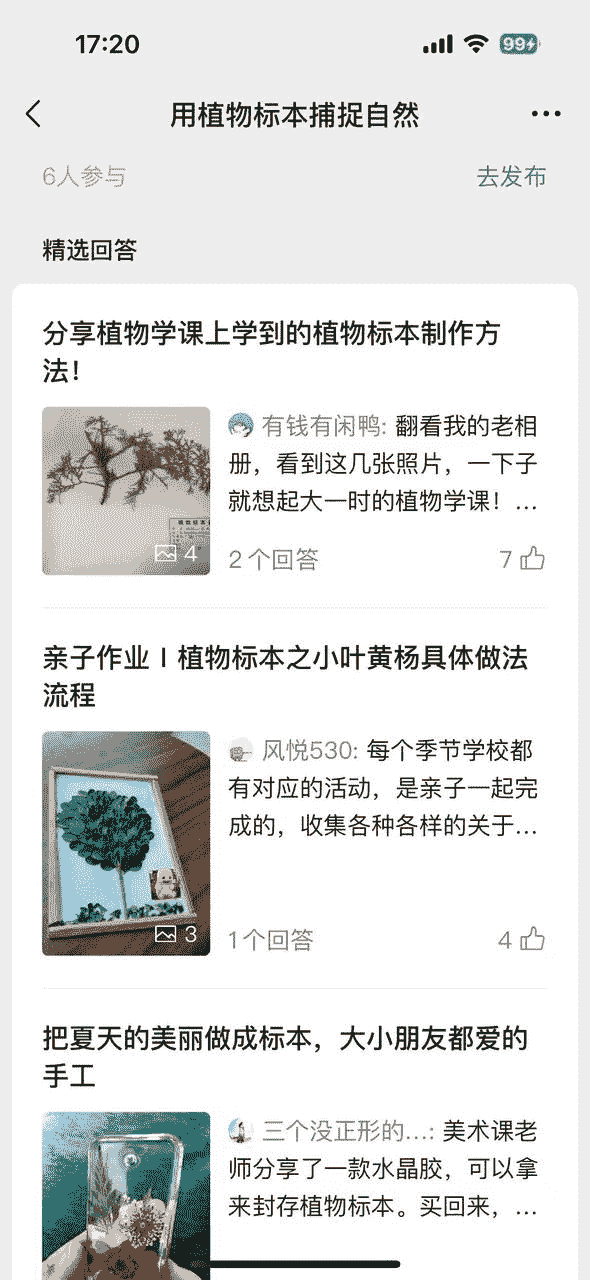 17:20
99
用植物标本捕捉自然
6人参与
去发布
精选回答
分享植物学课上学到的植物标本制作方
法！
有钱有闲鸭: 翻看我的老相
册，看到这几张照片，一下子
就想起大一时的植物学课！...
4
2个回答
7
亲子作业 I 植物标本之小叶黄杨具体做法
流程
风悦530: 每个季节学校都
有对应的活动，是亲子一起完
成的，收集各种各样的关于...
3
1个回答
4
把夏天的美丽做成标本，大小朋友都爱的
手工
三个没正形的...: 美术课老
师分享了一款水晶胶，可以拿
来封存植物标本。买回来，...